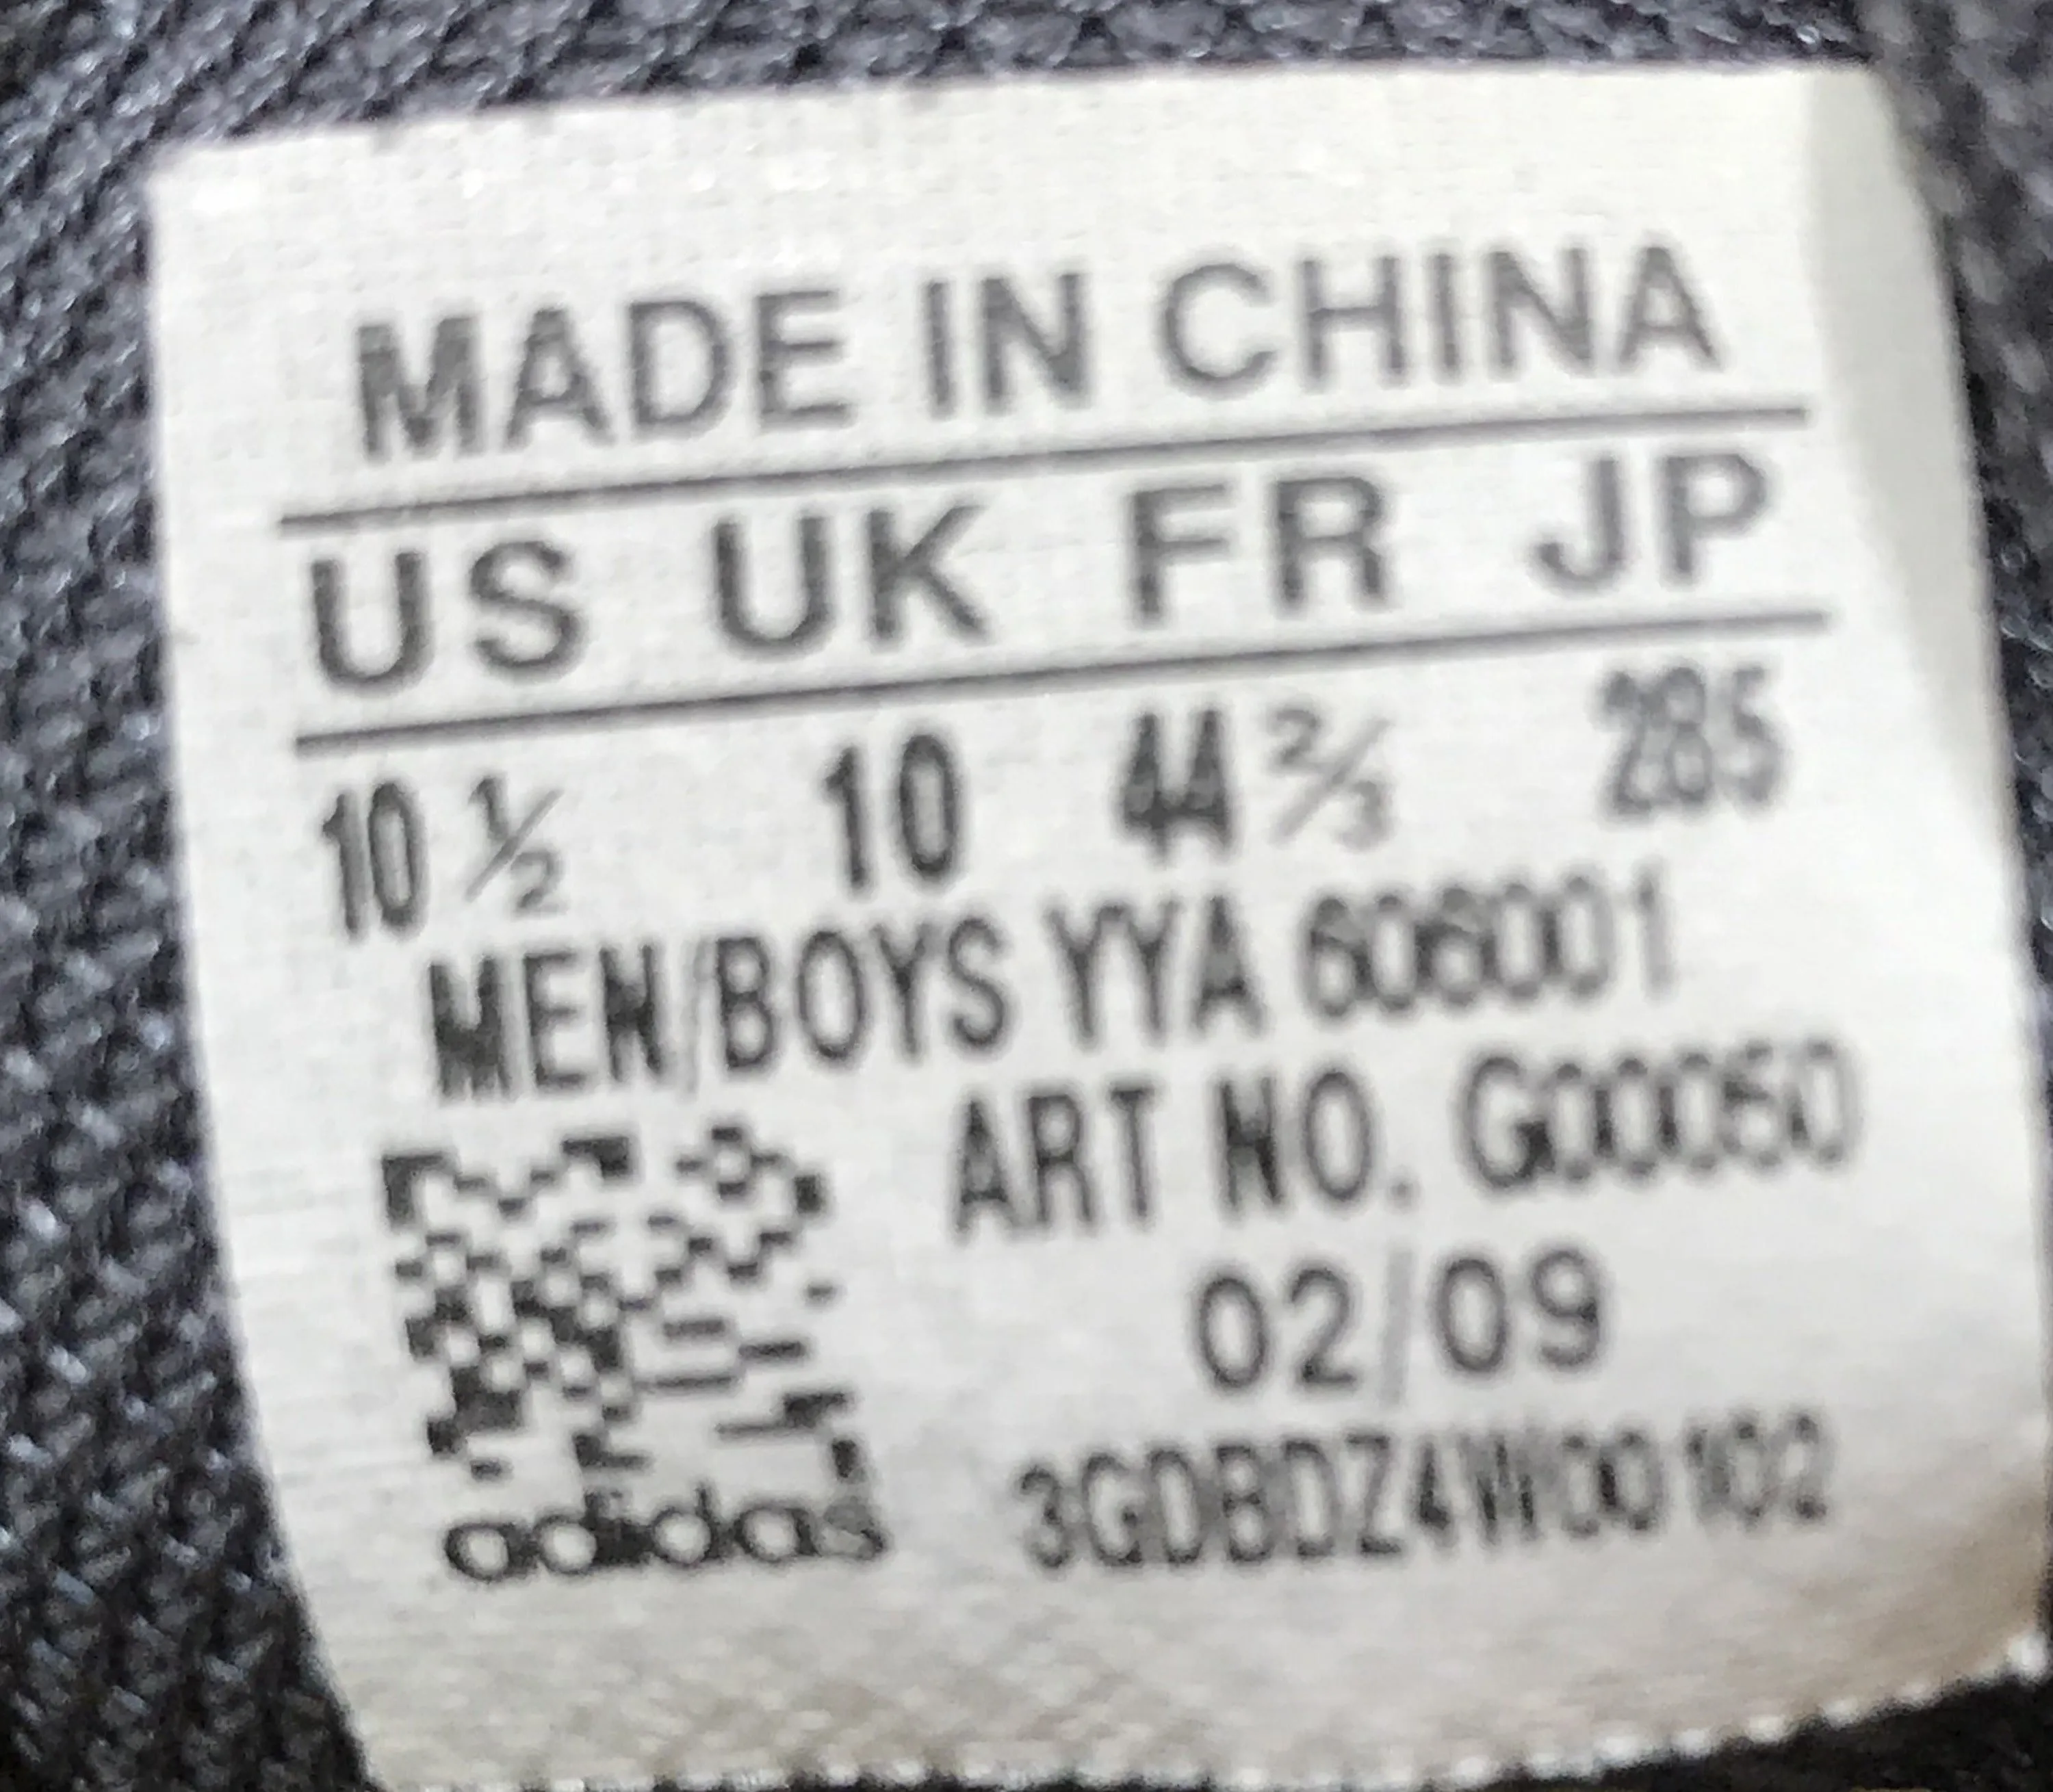 MADE IN CHINA
US UK FR JP
10 ½ 10 44 ⅔ 285
MEN/BOYS YYA 606001
ART NO. G00050
02/09
3GDBDZ4W00102
adidas